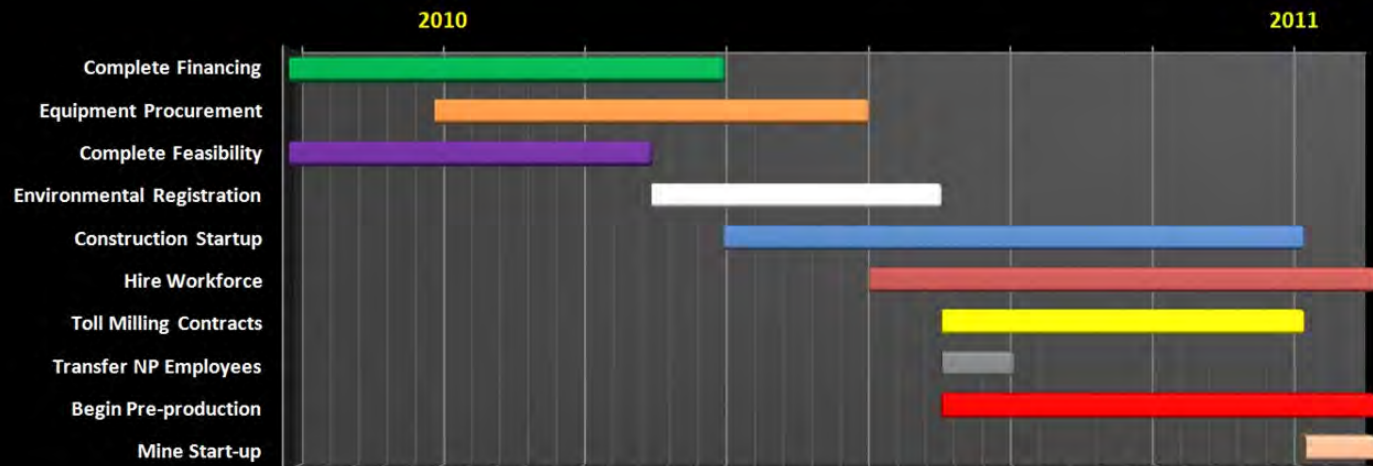 2010 2011
Complete Financing
Equipment Procurement
Complete Feasibility
Environmental Registration
Construction Startup
Hire Workforce
Toll Milling Contracts
Transfer NP Employees
Begin Pre-production
Mine Start-up